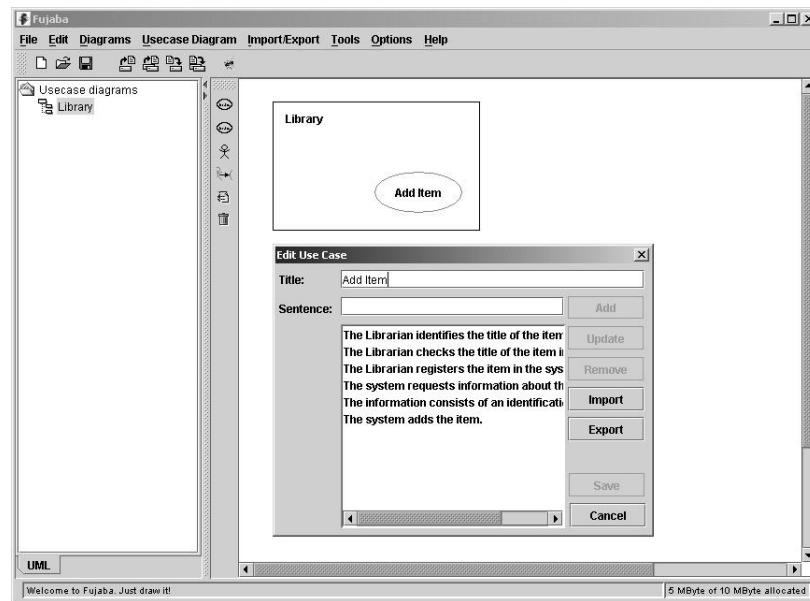 Fujaba
File Edit Diagrams Usecase Diagram Import/Export Tools Options Help
Usecase diagrams
Library
Library
Add Item
Edit Use Case
Title: Add Item
Sentence: Add
The Librarian identifies the title of the item
Update
The Librarian checks the title of the item i
The Librarian registers the item in the sys
Remove
The system requests information about th
The information consists of an identificati
Import
The system adds the item.
Export
Save
Cancel
UML
Welcome to Fujaba. Just draw it!
5 MByte of 10 MByte allocated